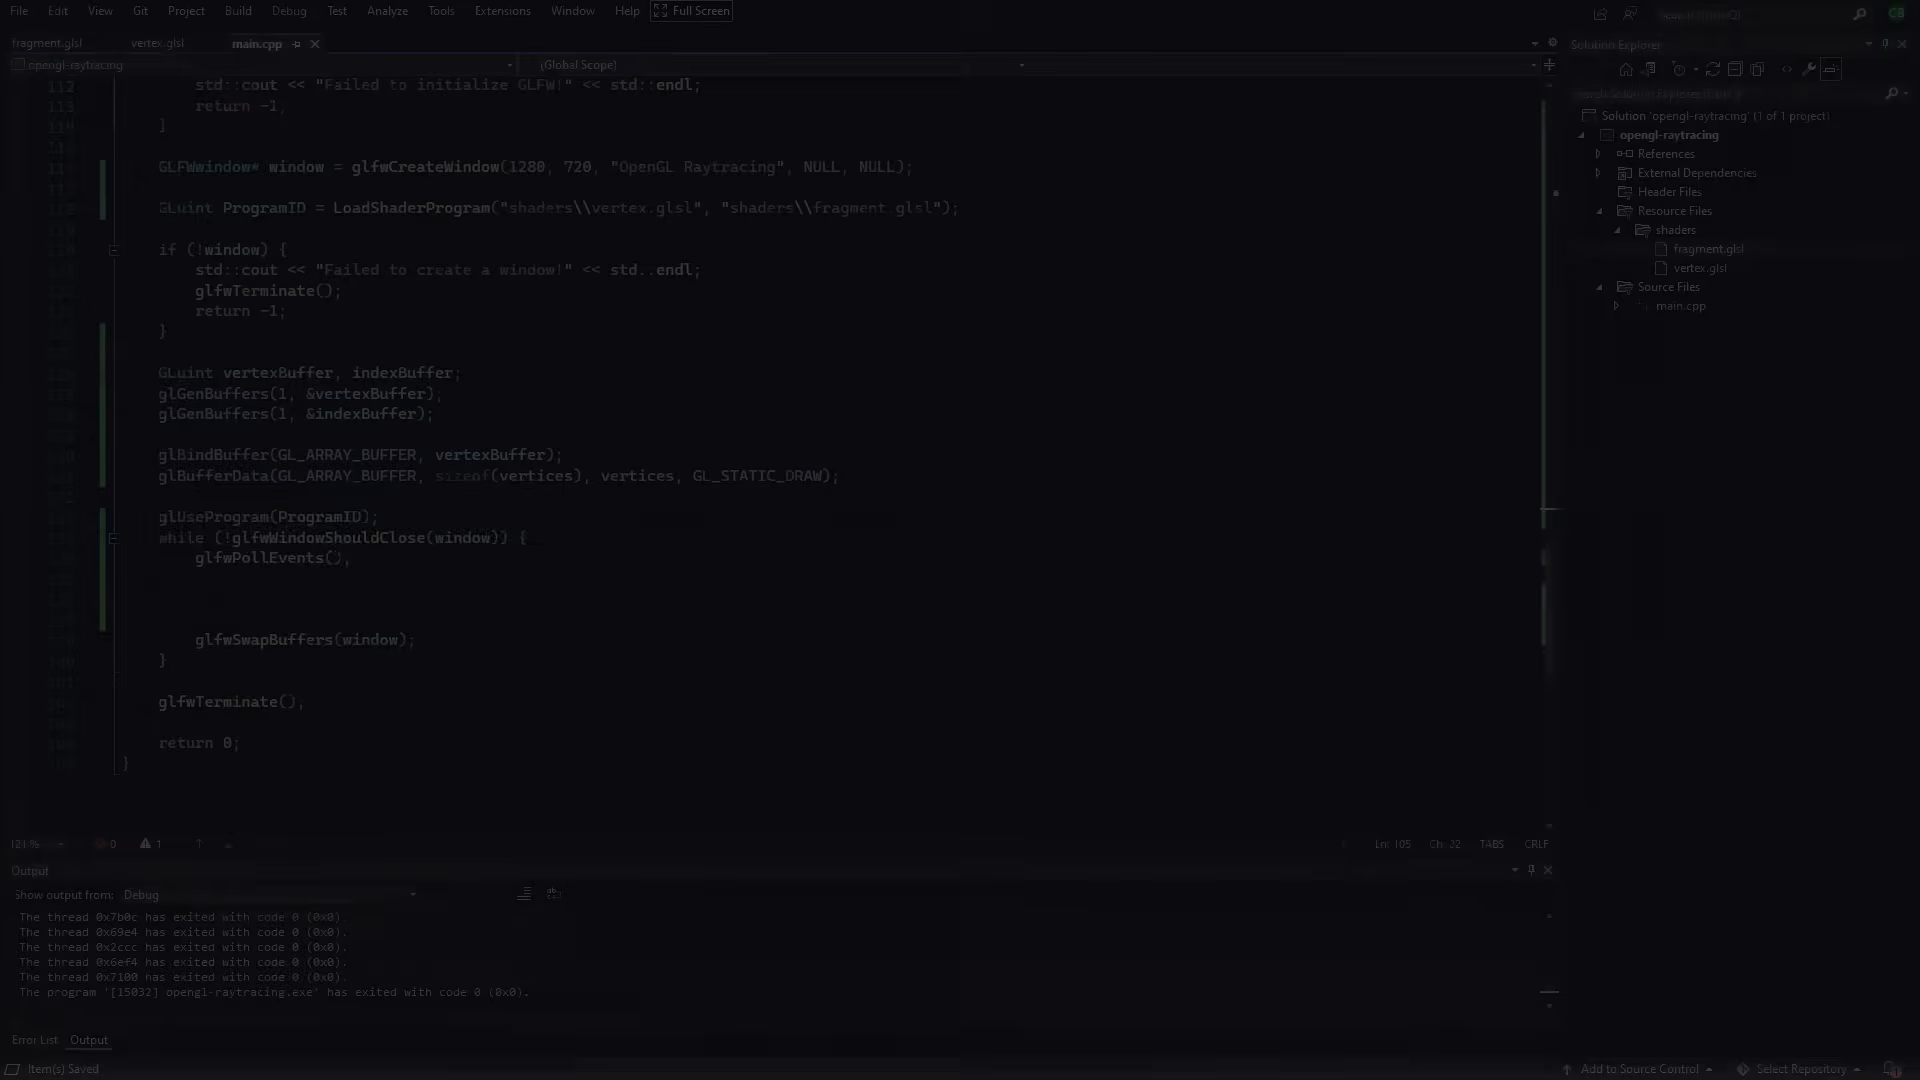 File Edit View Git Project Build Debug Test Analyze Tools Extensions Window Help Full Screen
fragment.glsl vertex.glsl main.cpp
opengl-raytracing (Global Scope)
112 std::cout << "Failed to initialize GLFW!" << std::endl;
113 return -1;
}
GLFWwindow* window = glfwCreateWindow(1280, 720, "OpenGL Raytracing", NULL, NULL);
GLuint ProgramID = LoadShaderProgram("shaders\\vertex.glsl", "shaders\\fragment.glsl");
if (!window) {
std::cout << "Failed to create a window!" << std::endl;
glfwTerminate();
return -1;
}
GLuint vertexBuffer, indexBuffer;
glGenBuffers(1, &vertexBuffer);
glGenBuffers(1, &indexBuffer);
glBindBuffer(GL_ARRAY_BUFFER, vertexBuffer);
glBufferData(GL_ARRAY_BUFFER, sizeof(vertices), vertices, GL_STATIC_DRAW);
glUseProgram(ProgramID);
while (!glfwWindowShouldClose(window)) {
glfwPollEvents();
glfwSwapBuffers(window);
}
glfwTerminate();
return 0;
}
121 % 0 1 Ln: 105 Ch: 22 TABS CRLF
Output
Show output from: Debug
The thread 0x7b0c has exited with code 0 (0x0).
The thread 0x69e4 has exited with code 0 (0x0).
The thread 0x2ccc has exited with code 0 (0x0).
The thread 0x6ef4 has exited with code 0 (0x0).
The thread 0x7100 has exited with code 0 (0x0).
The program '[15032] opengl-raytracing.exe' has exited with code 0 (0x0).
Error List Output
Item(s) Saved
CB
Solution Explorer
Solution 'opengl-raytracing' (1 of 1 project)
opengl-raytracing
References
External Dependencies
Header Files
Resource Files
shaders
fragment.glsl
vertex.glsl
Source Files
main.cpp
Add to Source Control Select Repository 1